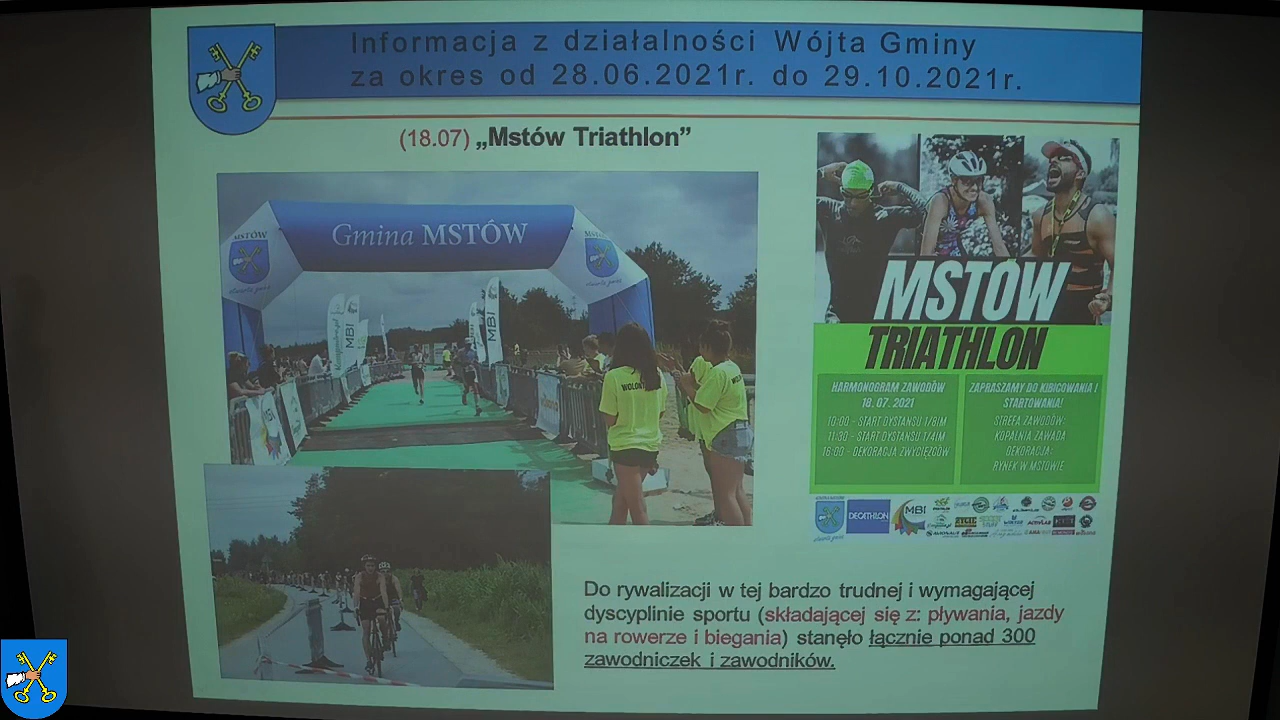 Informacja z działalności Wójta Gminy
za okres od 28.06.2021r. do 29.10.2021r.
(18.07) „Mstów Triathlon”
MSTÓW
Gmina MSTÓW
MBI
MBI
WOLON
MSTÓW
TRIATHLON
HARMONOGRAM ZAWODÓW
18.07.2021
10:00 - START DYSTANSU 1/8IM
11:30 - START DYSTANSU 1/4IM
16:00 - DEKORACJA ZWYCIĘZCÓW
ZAPRASZAMY DO KIBICOWANIA I
STARTOWANIA!
STREFA ZAWODÓW:
KOPALNIA ZAWADA
DEKORACJA:
RYNEK W MSTOWIE
DECATHLON
MBI
Do rywalizacji w tej bardzo trudnej i wymagającej
dyscyplinie sportu (składającej się z: pływania, jazdy
na rowerze i biegania) stanęło łącznie ponad 300
zawodniczek i zawodników.